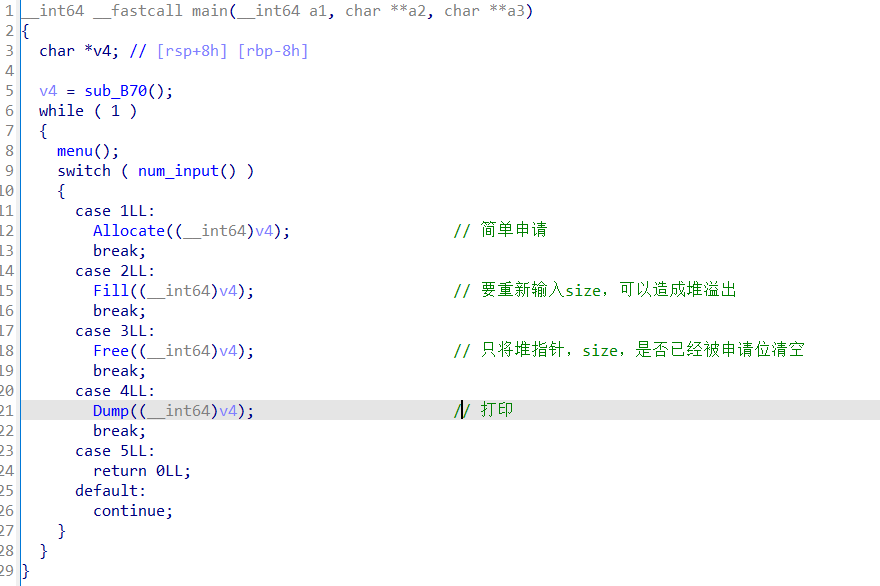 1 __int64 __fastcall main(__int64 a1, char **a2, char **a3)
2 {
3   char *v4; // [rsp+8h] [rbp-8h]
4
5   v4 = sub_B70();
6   while ( 1 )
7   {
8     menu();
9     switch ( num_input() )
10     {
11       case 1LL:
12         Allocate((__int64)v4);                  // 简单申请
13         break;
14       case 2LL:
15         Fill((__int64)v4);                      // 要重新输入size，可以造成堆溢出
16         break;
17       case 3LL:
18         Free((__int64)v4);                      // 只将堆指针，size，是否已经被申请位清空
19         break;
20       case 4LL:
21         Dump((__int64)v4);                      // 打印
22         break;
23       case 5LL:
24         return 0LL;
25       default:
26         continue;
27     }
28   }
29 }